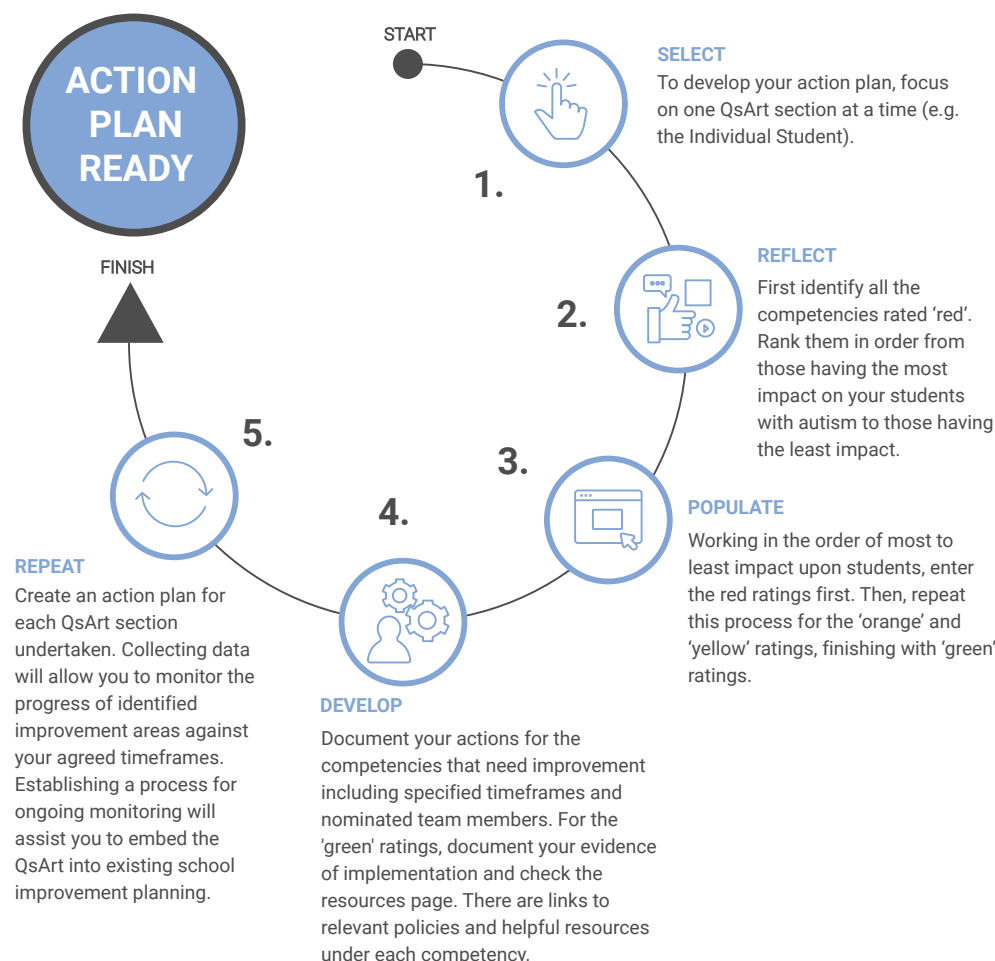 ACTION
PLAN
READY
START
1.
SELECT
To develop your action plan, focus
on one QsArt section at a time (e.g.
the Individual Student).
2.
REFLECT
First identify all the
competencies rated ‘red’.
Rank them in order from
those having the most
impact on your students
with autism to those having
the least impact.
3.
POPULATE
Working in the order of most to
least impact upon students, enter
the red ratings first. Then, repeat
this process for the ‘orange’ and
‘yellow’ ratings, finishing with ‘green’
ratings.
4.
DEVELOP
Document your actions for the
competencies that need improvement
including specified timeframes and
nominated team members. For the
'green' ratings, document your evidence
of implementation and check the
resources page. There are links to
relevant policies and helpful resources
under each competency.
5.
REPEAT
Create an action plan for
each QsArt section
undertaken. Collecting data
will allow you to monitor the
progress of identified
improvement areas against
your agreed timeframes.
Establishing a process for
ongoing monitoring will
assist you to embed the
QsArt into existing school
improvement planning.
FINISH